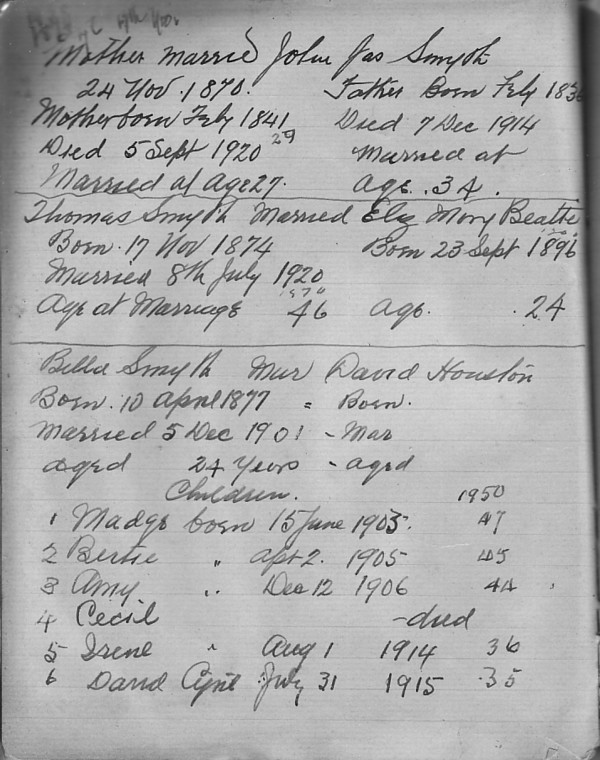 Mother Married John Jas Smyth
24 Nov. 1870. Father Born Feby 1836
Mother born Feby 1841 Died 7 Dec 1914
29
Died 5 Sept 1920 Married at
Married at Age 27. age. 34.
Thomas Smyth Married Eliz Mary Beattie
Born. 17 Nov 1874 Born 23 Sept 1896
Married 8th July 1920
Age at Marriage 46 age. 24
Bella Smyth Mar David Houston
Born. 10 April 1877 = Born.
Married 5 Dec 1901 - Mar
aged 24 Years - aged
Children. 1950
1 Madge born 15 June 1903. 47
2 Bertie " Apr 2. 1905 45
3 Amy " Dec 12 1906 44
4 Cecil - died
5 Irene " Aug 1 1914 36
6 David July 31 1915 35